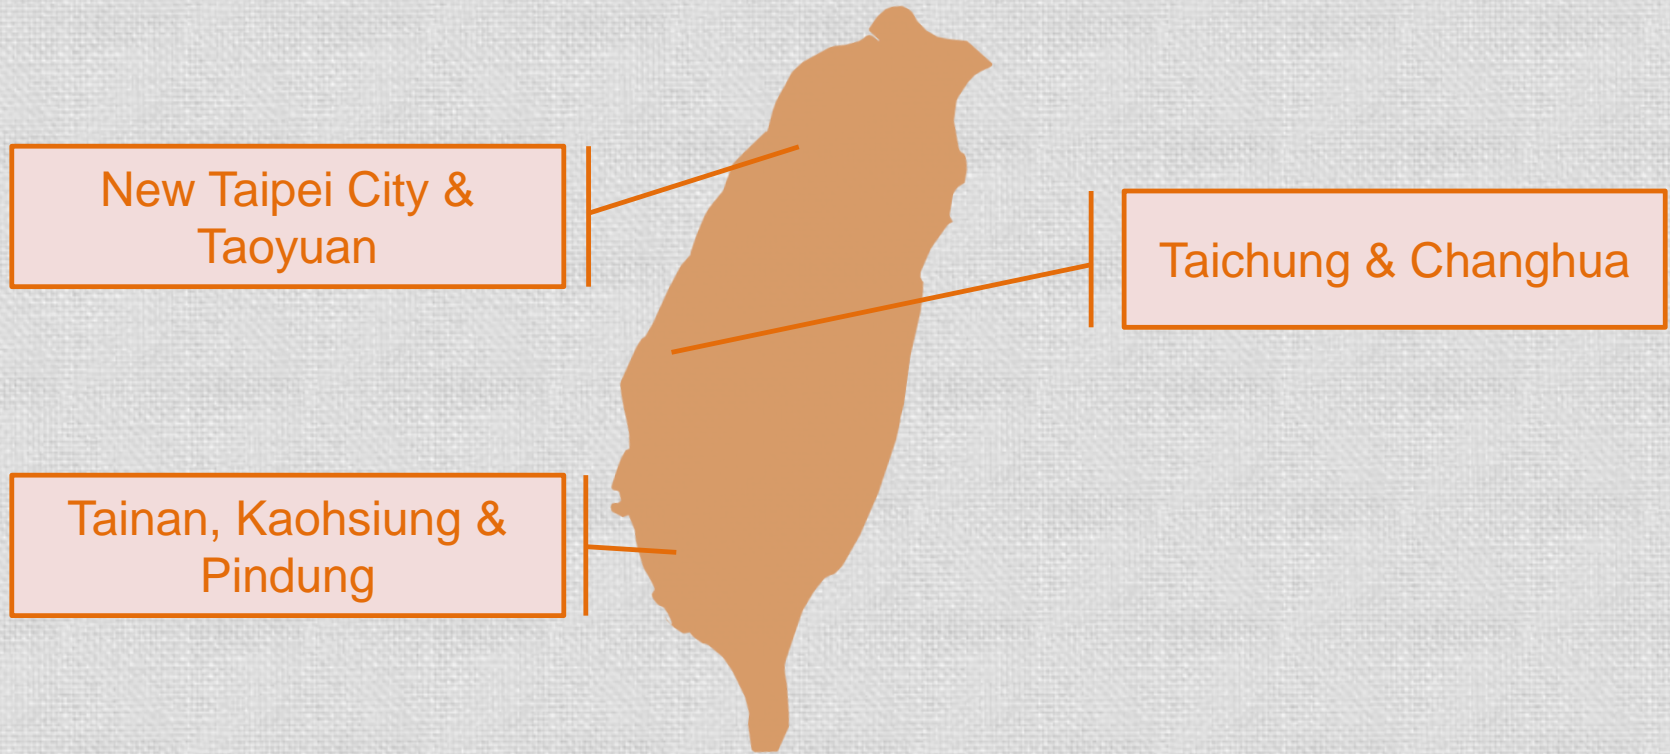 New Taipei City &
Taoyuan
Taichung & Changhua
Tainan, Kaohsiung &
Pindung